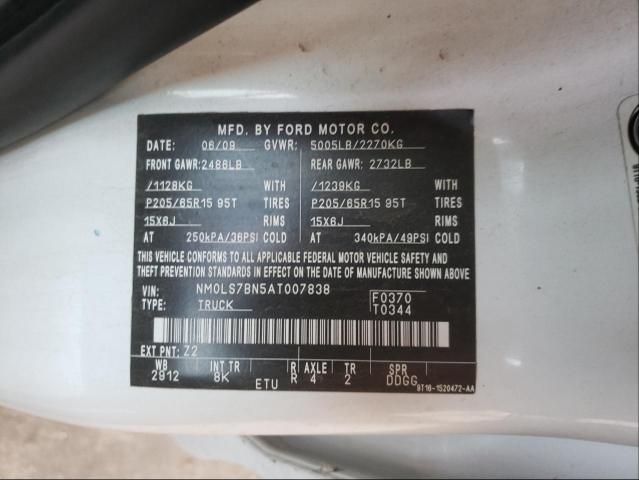 MFD. BY FORD MOTOR CO.
DATE: 06/09 GVWR: 5005LB/2270KG
FRONT GAWR: 2486LB REAR GAWR: 2732LB
/1128KG WITH /1239KG WITH
P205/65R15 95T TIRES P205/65R15 95T TIRES
15X6J RIMS 15X6J RIMS
AT 250kPA/36PSI COLD AT 340kPA/49PSI COLD
THIS VEHICLE CONFORMS TO ALL APPLICABLE FEDERAL MOTOR VEHICLE SAFETY AND THEFT PREVENTION STANDARDS IN EFFECT ON THE DATE OF MANUFACTURE SHOWN ABOVE.
VIN: NM0LS7BN5AT007838 F0370
TYPE: TRUCK T0344
EXT PNT: Z2
WB INT TR R AXLE TR SPR
2912 8K ETU R 4 2 DDGG
9T16-1520472-AA